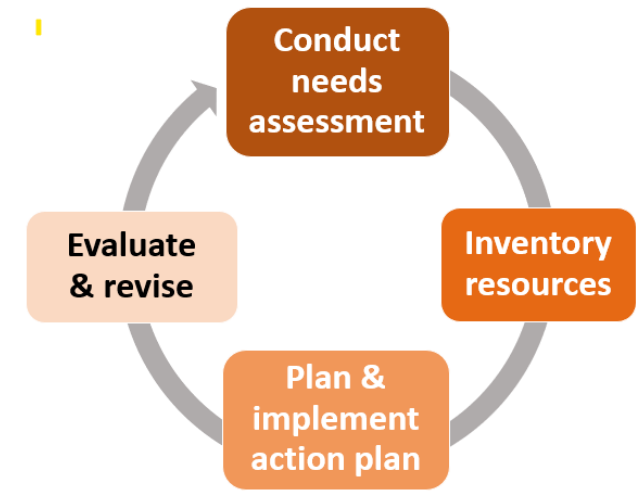 Conduct
needs
assessment
Inventory
resources
Plan &
implement
action plan
Evaluate
& revise